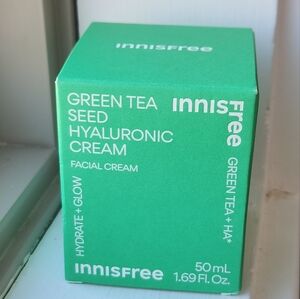 innisfree
GREEN TEA
SEED
HYALURONIC
CREAM
FACIAL CREAM
innisfree
HYDRATE + GLOW
GREEN TEA + HA*
innisfree
50 mL
1.69 Fl. Oz.